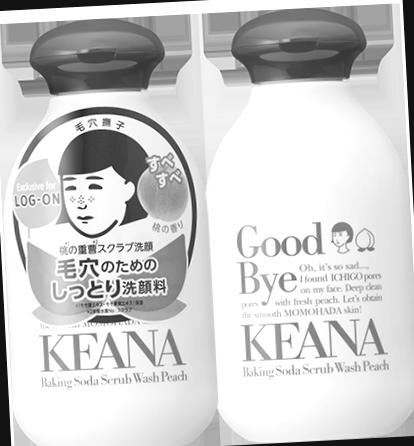 毛穴撫子
すべ
すべ
Exclusive for
LOG-ON
桃の香り
桃の重曹スクラブ洗顔
毛穴のための
しっとり洗顔料
KEANA
Baking Soda Scrub Wash Peach
Good
Bye
Oh, it's so sad...,
I found ICHIGO pores
on my face. Deep clean
pores with fresh peach. Let's obtain
the smooth MOMOHADA skin!
KEANA
Baking Soda Scrub Wash Peach